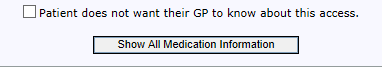 Patient does not want their GP to know about this access.
Show All Medication Information